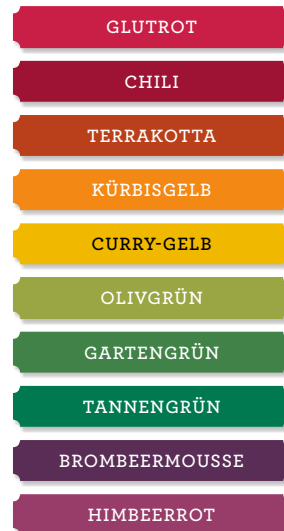 GLUTROT
CHILI
TERRAKOTTA
KÜRBISGELB
CURRY-GELB
OLIVGRÜN
GARTENGRÜN
TANNENGRÜN
BROMBEERMOUSSE
HIMBEERROT